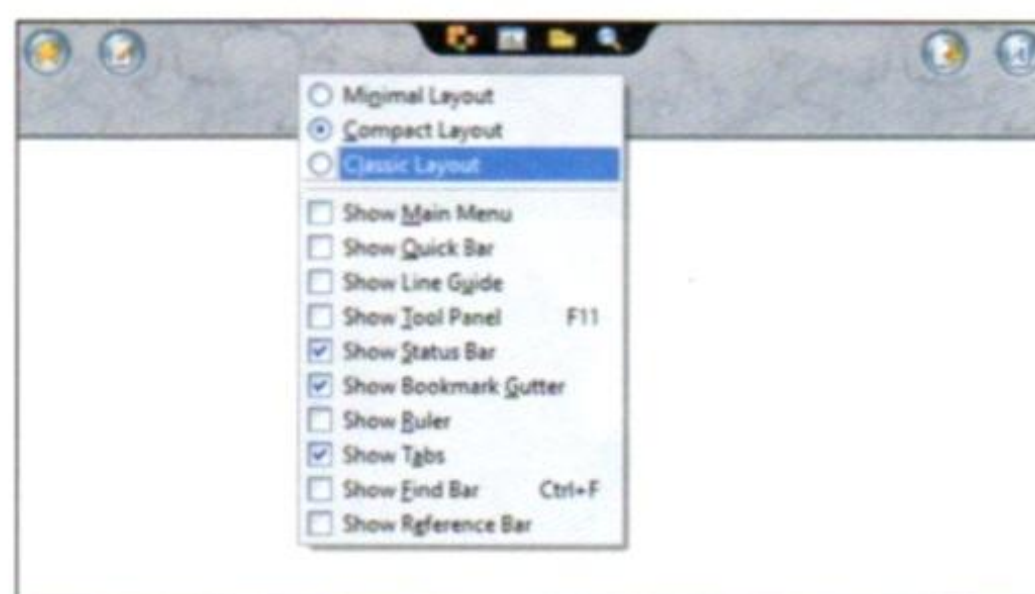 Minimal Layout
Compact Layout
Classic Layout
Show Main Menu
Show Quick Bar
Show Line Guide
Show Tool Panel F11
Show Status Bar
Show Bookmark Gutter
Show Ruler
Show Tabs
Show Find Bar Ctrl+F
Show Reference Bar